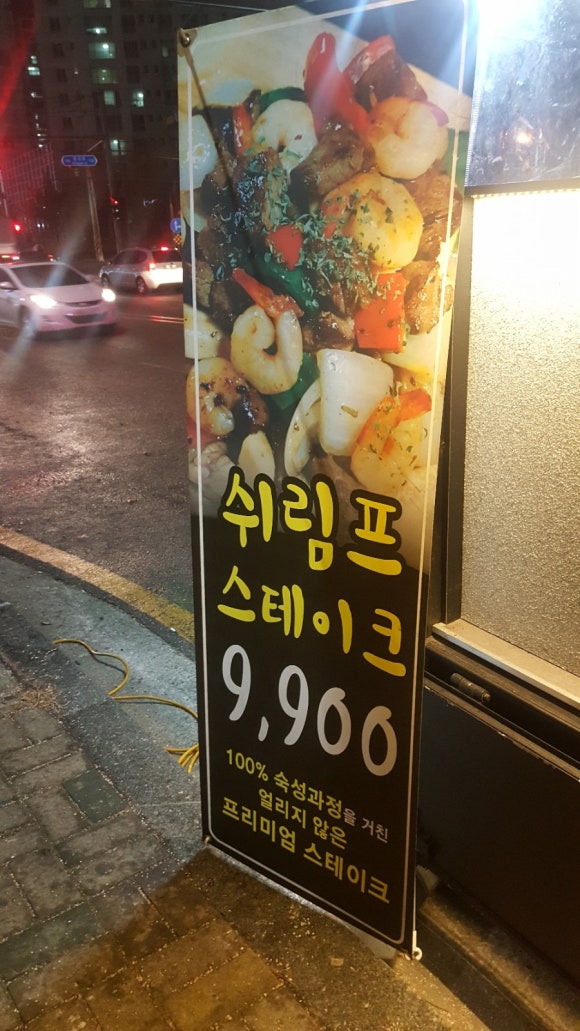 쉬림프
스테이크
9,900
100% 숙성과정을 거친
얼리지 않은
프리미엄 스테이크